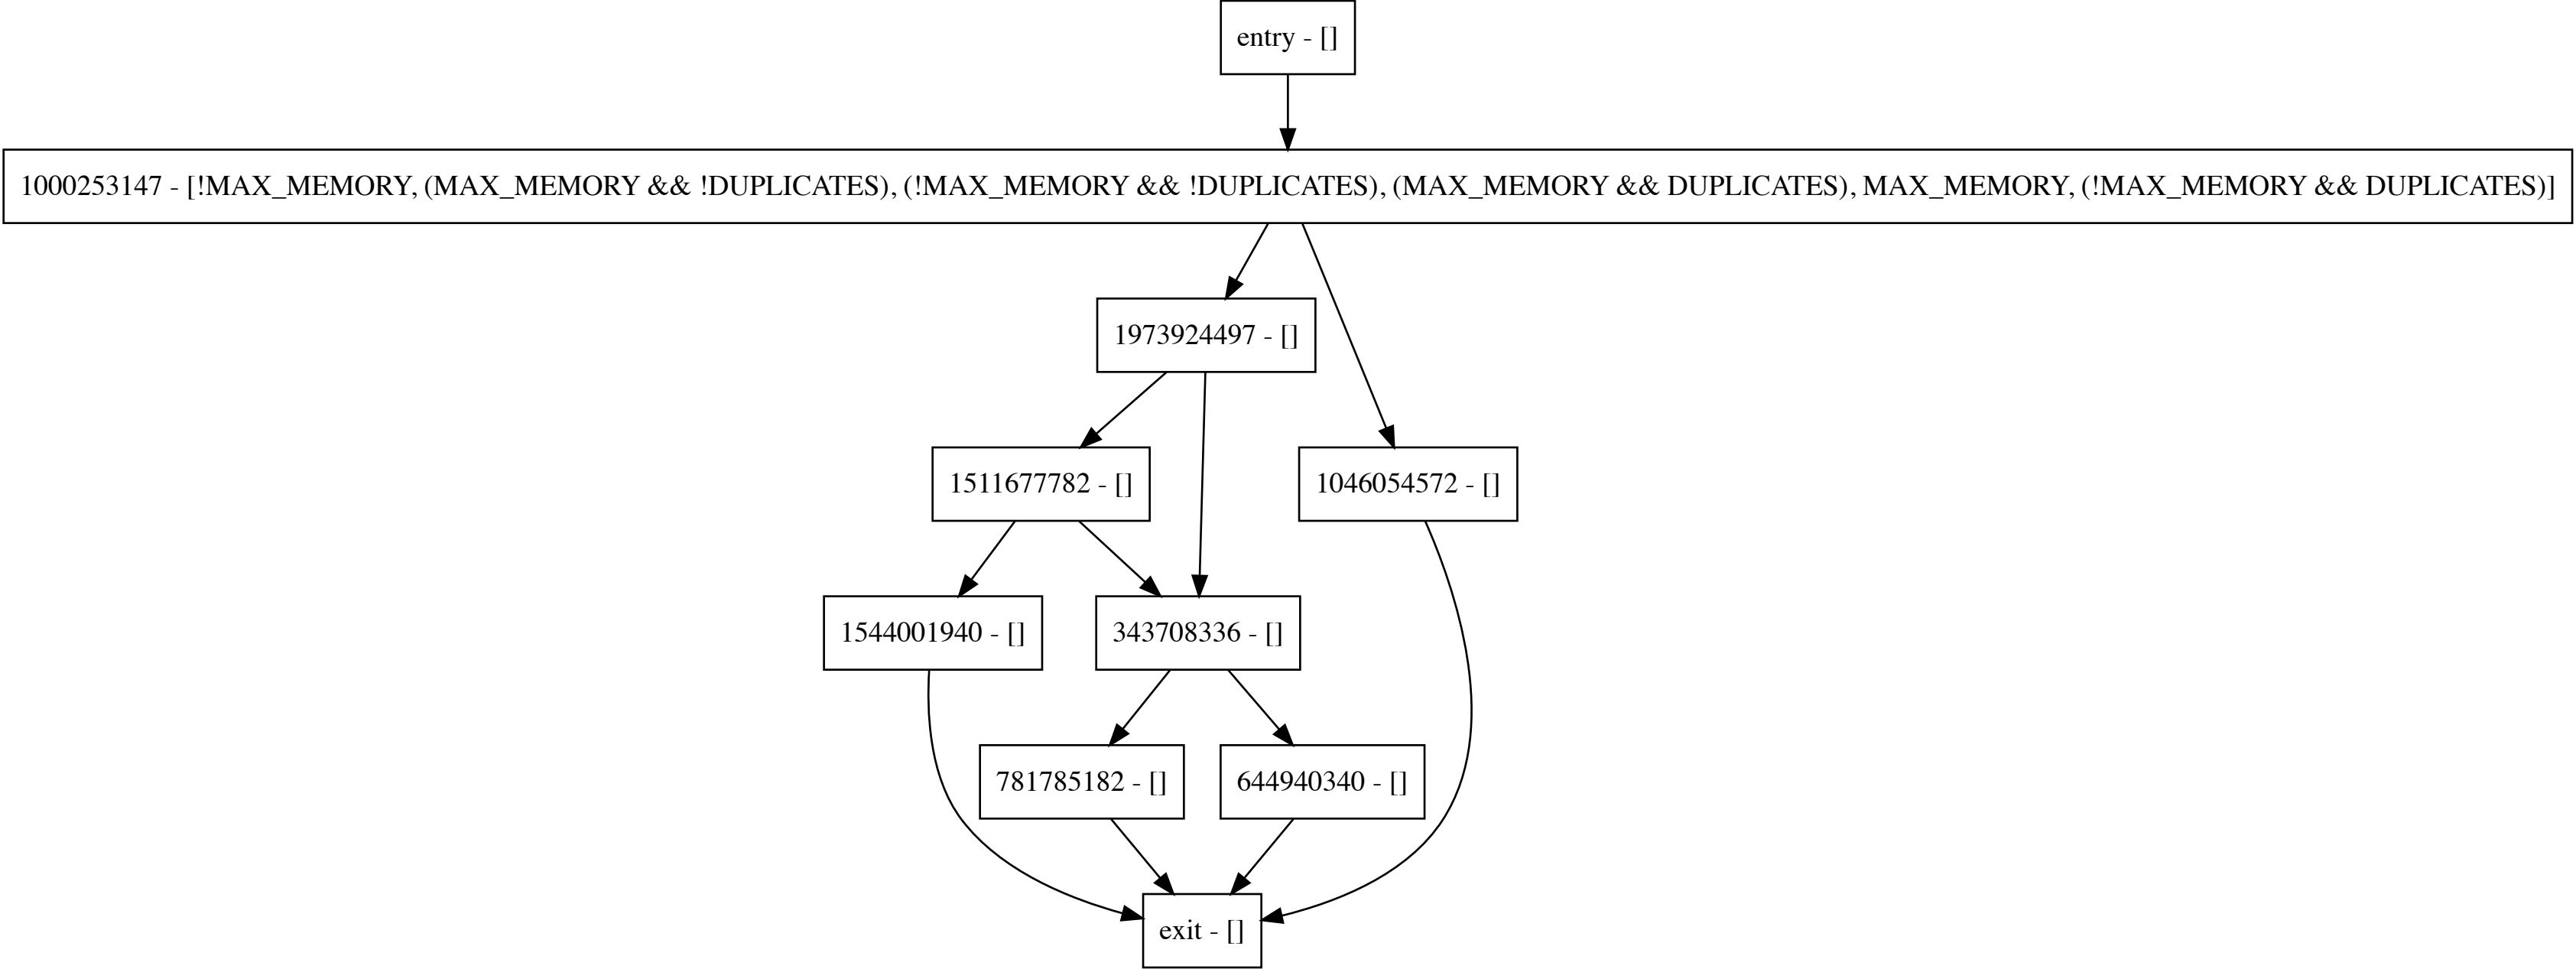 entry - []
1000253147 - [!MAX_MEMORY, (MAX_MEMORY && !DUPLICATES), (!MAX_MEMORY && !DUPLICATES), (MAX_MEMORY && DUPLICATES), MAX_MEMORY, (!MAX_MEMORY && DUPLICATES)]
1973924497 - []
1511677782 - []
1046054572 - []
1544001940 - []
343708336 - []
781785182 - []
644940340 - []
exit - []